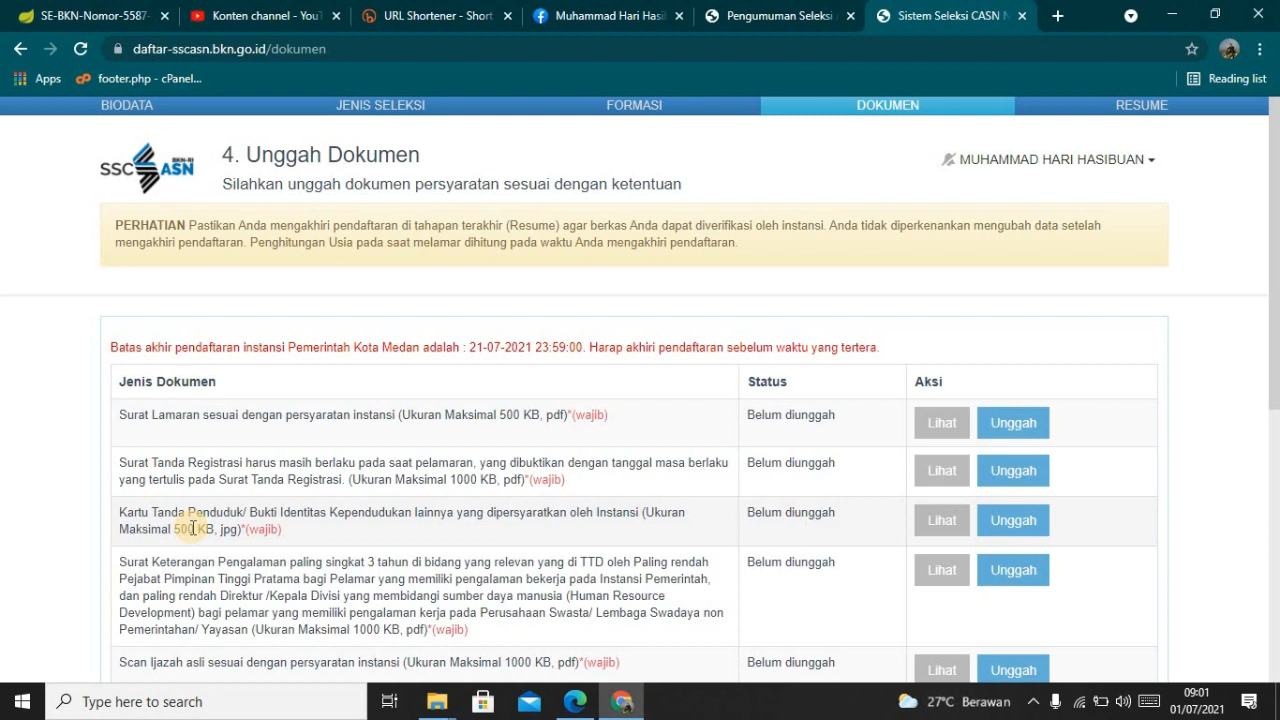 SE-BKN-Nomor-5587-
Konten channel - YouT
URL Shortener - Short
Muhammad Hari Hasib
Pengumuman Seleksi
Sistem Seleksi CASN N
daftar-sscasn.bkn.go.id/dokumen
Apps
footer.php - cPanel...
Reading list
BIODATA
JENIS SELEKSI
FORMASI
DOKUMEN
RESUME
SSC ASN
BKN-RI
4. Unggah Dokumen
MUHAMMAD HARI HASIBUAN
Silahkan unggah dokumen persyaratan sesuai dengan ketentuan
PERHATIAN Pastikan Anda mengakhiri pendaftaran di tahapan terakhir (Resume) agar berkas Anda dapat diverifikasi oleh instansi. Anda tidak diperkenankan mengubah data setelah
mengakhiri pendaftaran. Penghitungan Usia pada saat melamar dihitung pada waktu Anda mengakhiri pendaftaran.
Batas akhir pendaftaran instansi Pemerintah Kota Medan adalah : 21-07-2021 23:59:00. Harap akhiri pendaftaran sebelum waktu yang tertera.
Jenis Dokumen
Status
Aksi
Surat Lamaran sesuai dengan persyaratan instansi (Ukuran Maksimal 500 KB, pdf)*(wajib)
Belum diunggah
Lihat
Unggah
Surat Tanda Registrasi harus masih berlaku pada saat pelamaran, yang dibuktikan dengan tanggal masa berlaku
yang tertulis pada Surat Tanda Registrasi. (Ukuran Maksimal 1000 KB, pdf)*(wajib)
Belum diunggah
Lihat
Unggah
Kartu Tanda Penduduk/ Bukti Identitas Kependudukan lainnya yang dipersyaratkan oleh Instansi (Ukuran
Maksimal 500 KB, jpg)*(wajib)
Belum diunggah
Lihat
Unggah
Surat Keterangan Pengalaman paling singkat 3 tahun di bidang yang relevan yang di TTD oleh Paling rendah
Pejabat Pimpinan Tinggi Pratama bagi Pelamar yang memiliki pengalaman bekerja pada Instansi Pemerintah,
dan paling rendah Direktur /Kepala Divisi yang membidangi sumber daya manusia (Human Resource
Development) bagi pelamar yang memiliki pengalaman kerja pada Perusahaan Swasta/ Lembaga Swadaya non
Pemerintahan/ Yayasan (Ukuran Maksimal 1000 KB, pdf)*(wajib)
Belum diunggah
Lihat
Unggah
Scan Ijazah asli sesuai dengan persyaratan instansi (Ukuran Maksimal 1000 KB, pdf)*(wajib)
Belum diunggah
Lihat
Unggah
Type here to search
27°C Berawan
09:01
01/07/2021